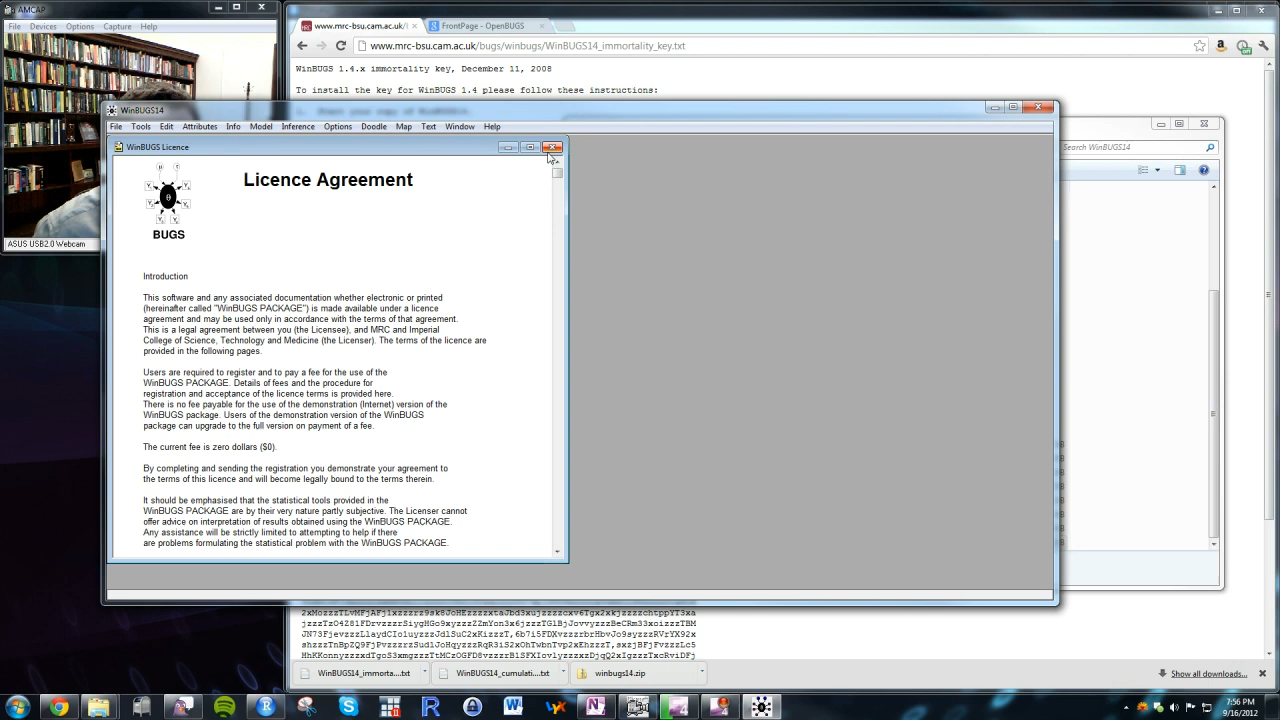 AMCAP
File Devices Options Capture Help
ASUS USB2.0 Webcam
www.mrc-bsu.cam.ac.uk/
FrontPage - OpenBUGS
www.mrc-bsu.cam.ac.uk/bugs/winbugs/WinBUGS14_immortality_key.txt
WinBUGS 1.4.x immortality key, December 11, 2008
To install the key for WinBUGS 1.4 please follow these instructions:
WinBUGS14
File Tools Edit Attributes Info Model Inference Options Doodle Map Text Window Help
Search WinBUGS14
WinBUGS Licence
Licence Agreement
BUGS
Introduction
This software and any associated documentation whether electronic or printed
(hereinafter called "WinBUGS PACKAGE") is made available under a licence
agreement and may be used only in accordance with the terms of that agreement.
This is a legal agreement between you (the Licensee), and MRC and Imperial
College of Science, Technology and Medicine (the Licenser). The terms of the licence are
provided in the following pages.
Users are required to register and to pay a fee for the use of the
WinBUGS PACKAGE. Details of fees and the procedure for
registration and acceptance of the licence terms is provided here.
There is no fee payable for the use of the demonstration (Internet) version of the
WinBUGS package. Users of the demonstration version of the WinBUGS
package can upgrade to the full version on payment of a fee.
The current fee is zero dollars ($0).
By completing and sending the registration you demonstrate your agreement to
the terms of this licence and will become legally bound to the terms therein.
It should be emphasised that the statistical tools provided in the
WinBUGS PACKAGE are by their very nature partly subjective. The Licenser cannot
offer advice on interpretation of results obtained using the WinBUGS PACKAGE.
Any assistance will be strictly limited to attempting to help if there
are problems formulating the statistical problem with the WinBUGS PACKAGE.
WinBUGS14_immorta....txt
WinBUGS14_cumulati....txt
winbugs14.zip
Show all downloads...
7:56 PM
9/16/2012